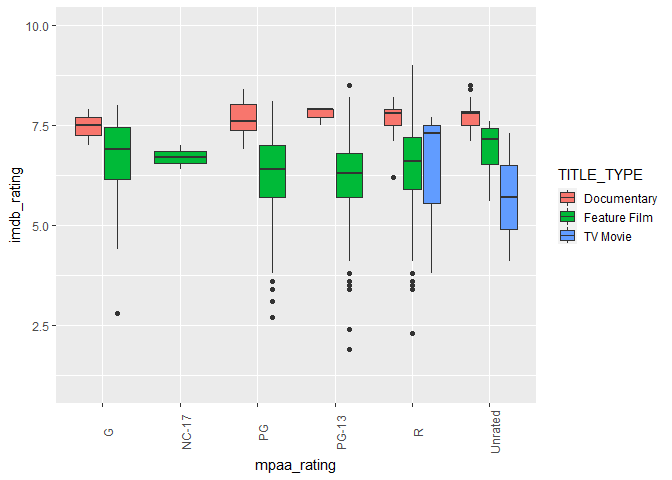 10.0
7.5
5.0
2.5
imdb_rating
G
NC-17
PG
PG-13
R
Unrated
mpaa_rating
TITLE_TYPE
Documentary
Feature Film
TV Movie